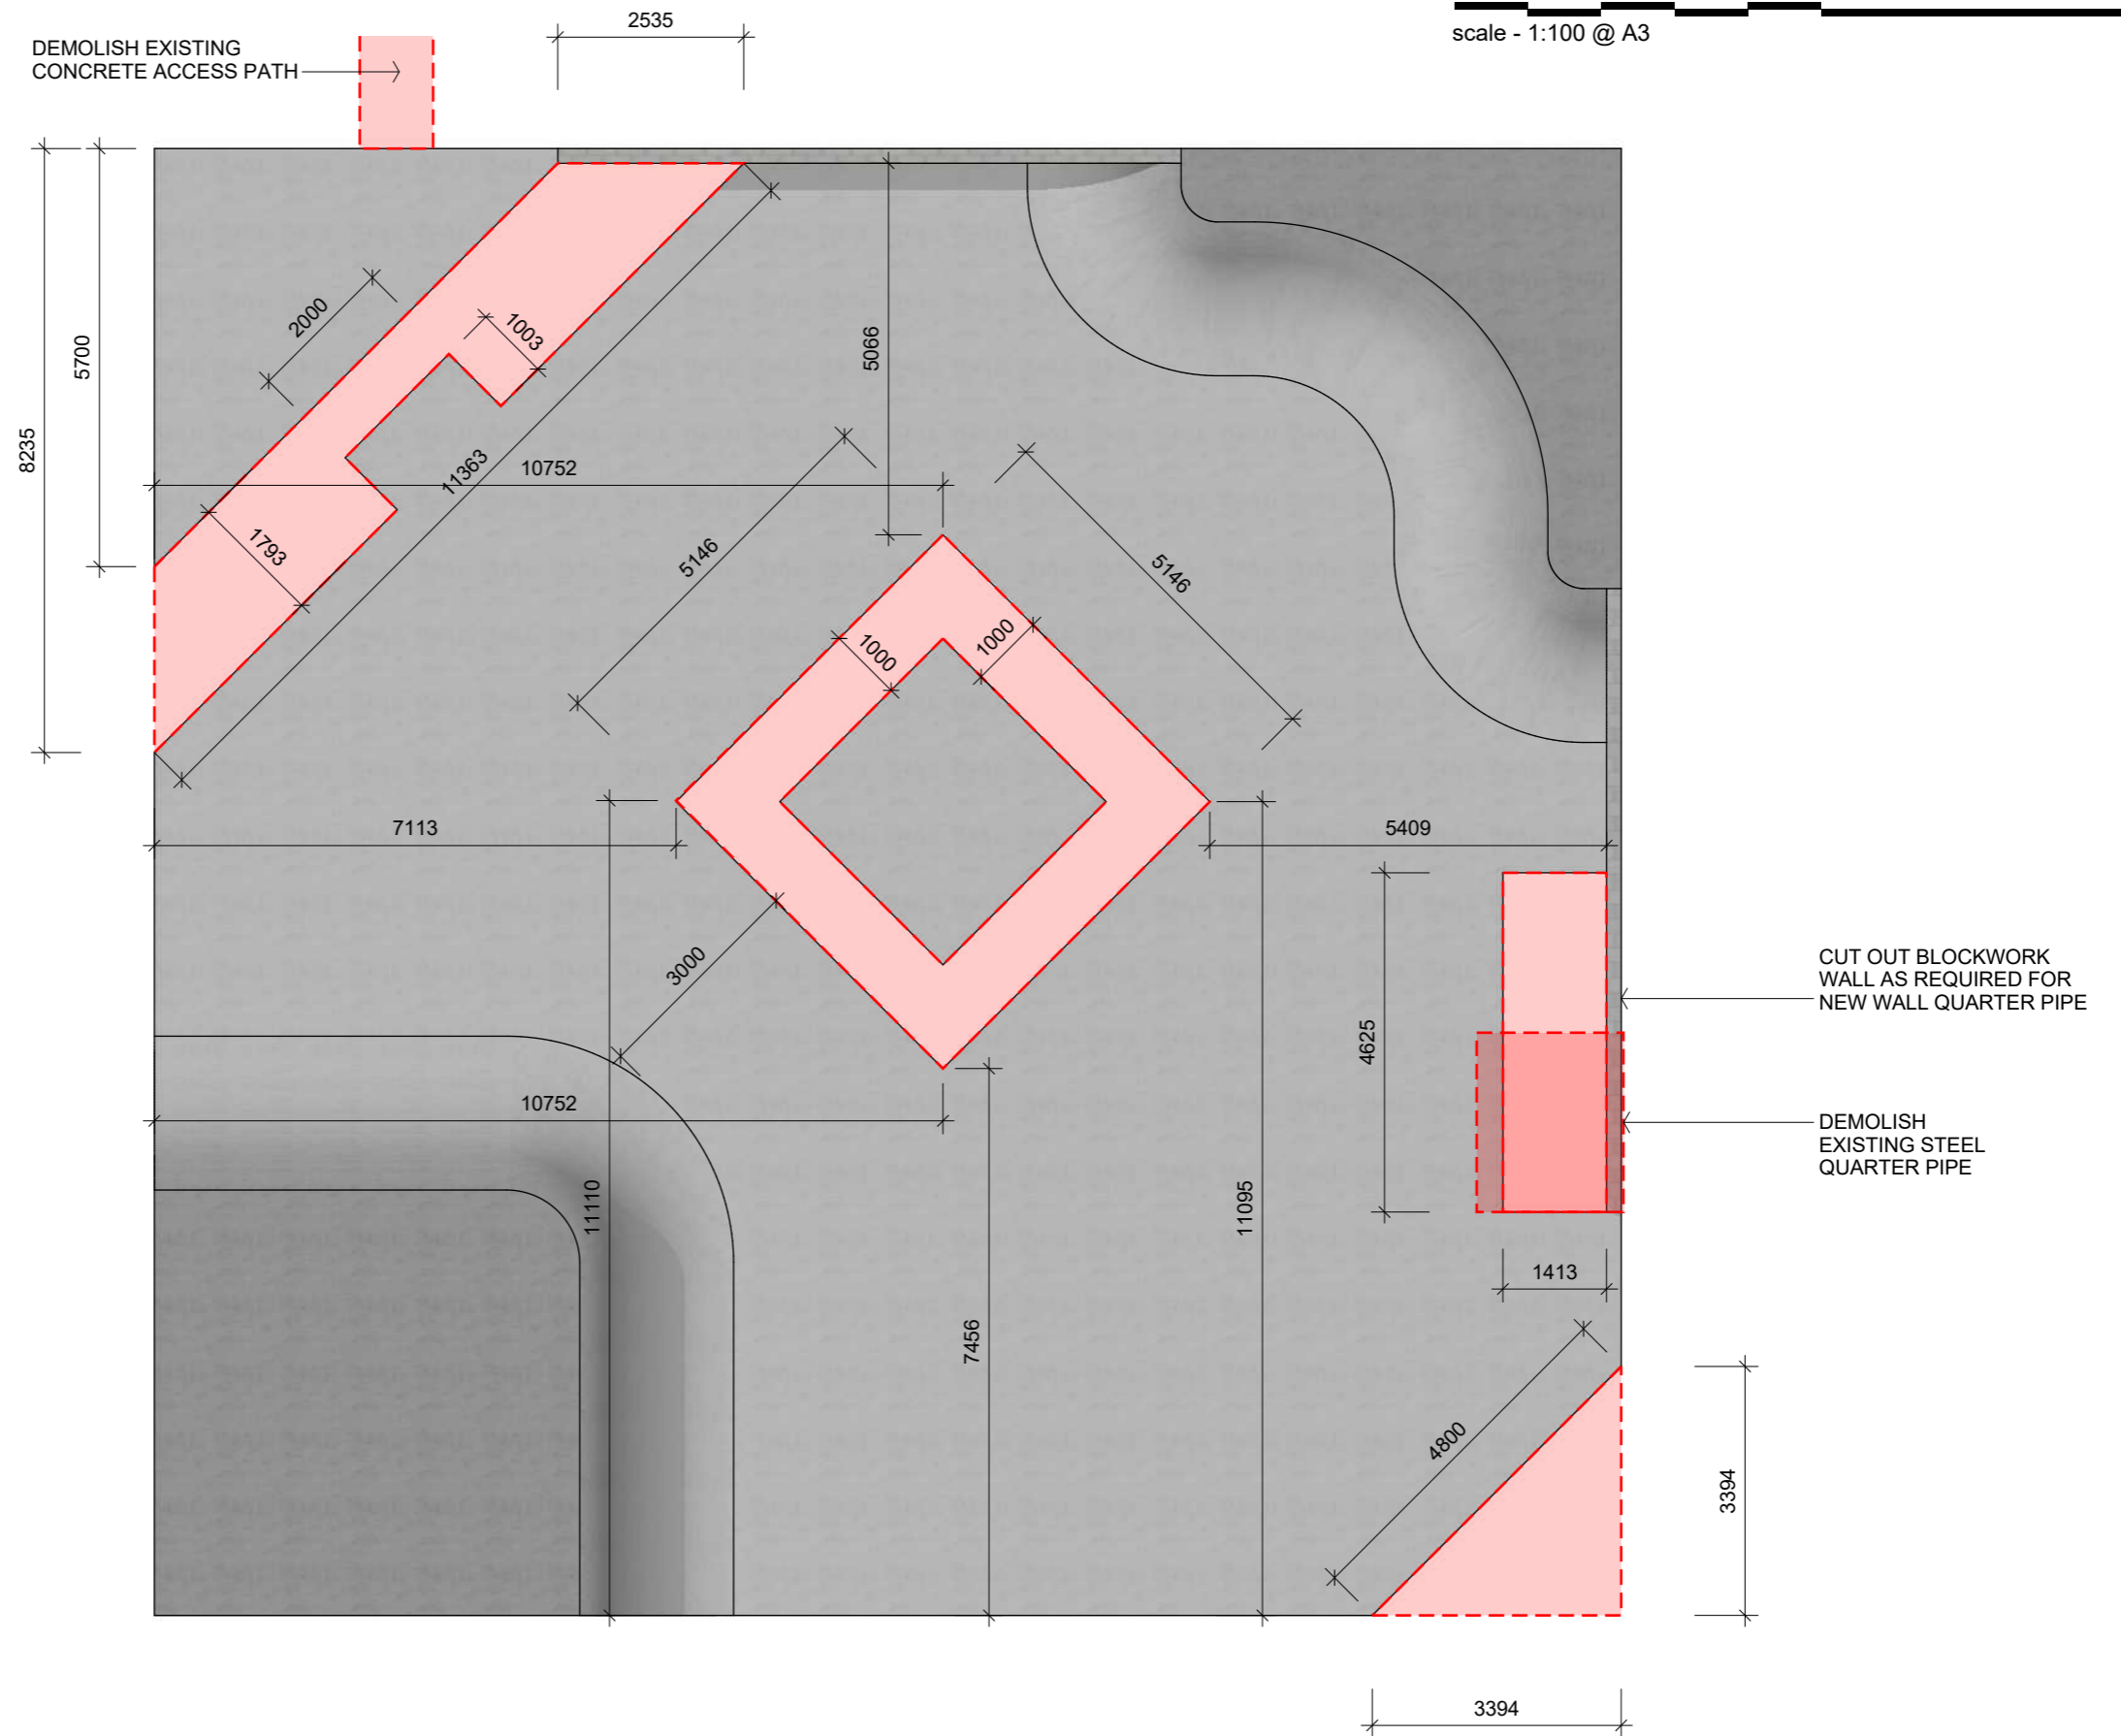 2535
scale - 1:100 @ A3
DEMOLISH EXISTING
CONCRETE ACCESS PATH
2000
1003
5700
5066
8235
11363
10752
1793
5146
5146
1000
1000
7113
5409
3000
4625
CUT OUT BLOCKWORK
WALL AS REQUIRED FOR
NEW WALL QUARTER PIPE
10752
DEMOLISH
EXISTING STEEL
QUARTER PIPE
11110
11095
1413
7456
4800
3394
3394